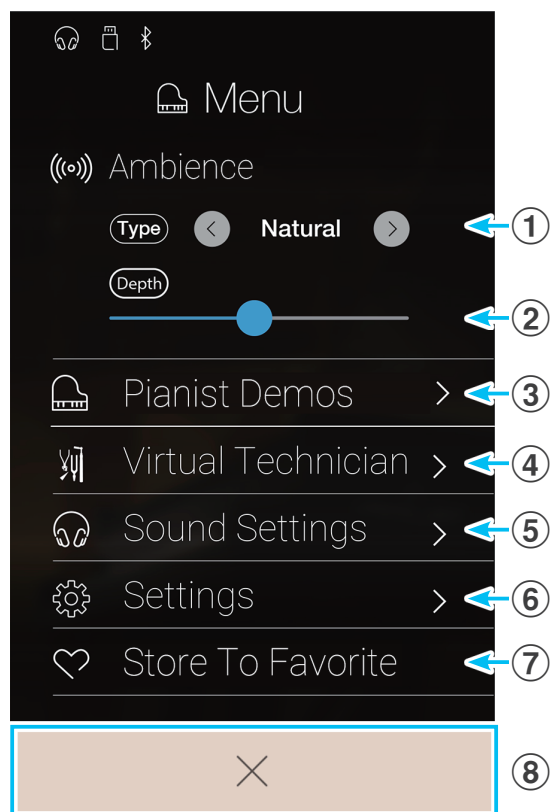 Menu
Ambience
Type Natural ①
Depth
②
Pianist Demos ③
Virtual Technician ④
Sound Settings ⑤
Settings ⑥
Store To Favorite ⑦
⑧